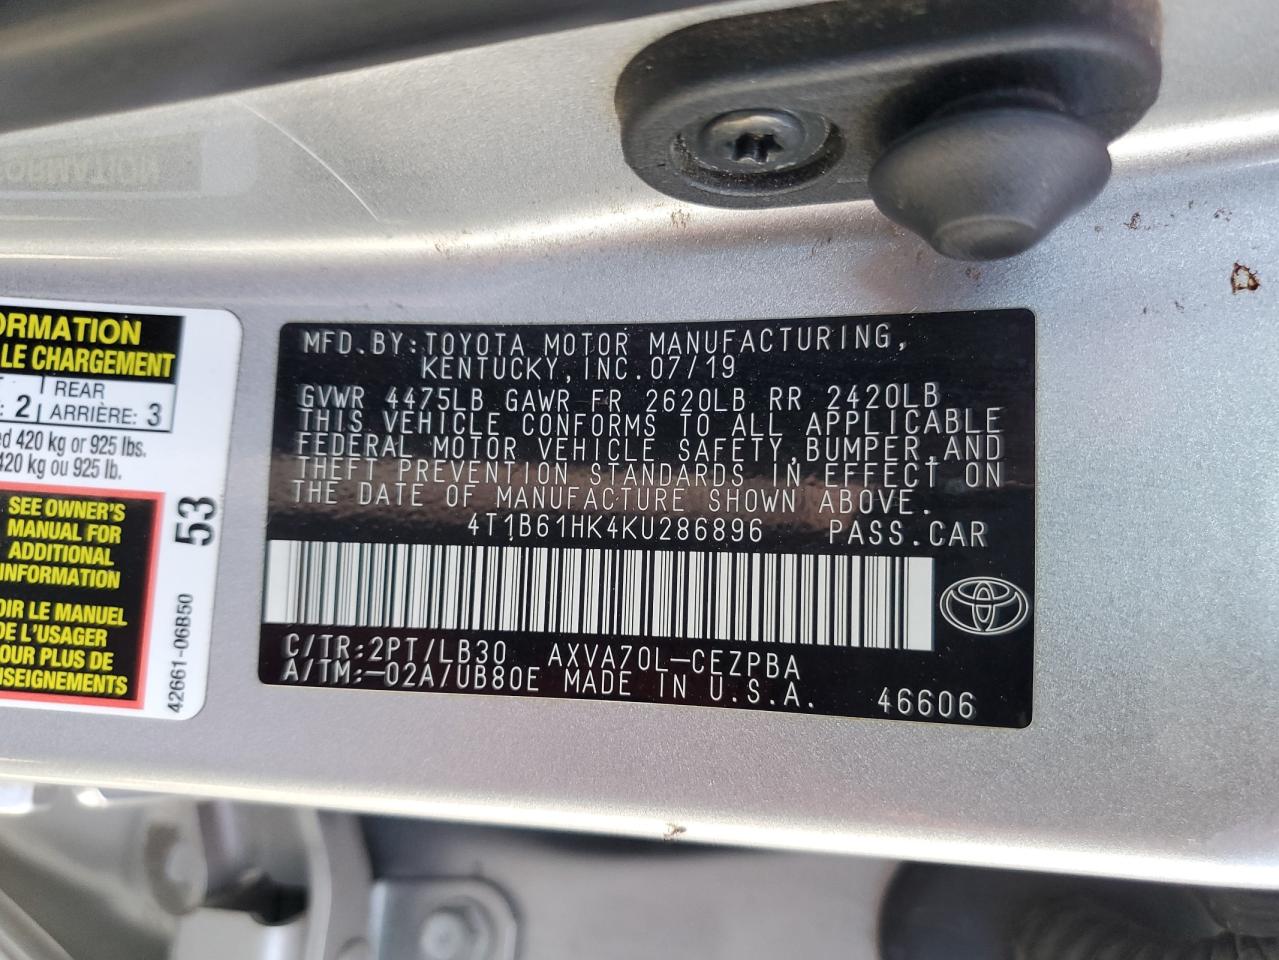 ORMATION
ORMATION
LE CHARGEMENT
REAR
: 2 ARRIÈRE: 3
ed 420 kg or 925 lbs.
420 kg ou 925 lb.
53
SEE OWNER'S
MANUAL FOR
ADDITIONAL
INFORMATION
OIR LE MANUEL
DE L'USAGER
OUR PLUS DE
NSEIGNEMENTS
42661-06B50
MFD.BY:TOYOTA MOTOR MANUFACTURING,
KENTUCKY,INC.07/19
GVWR 4475LB GAWR FR 2620LB RR 2420LB
THIS VEHICLE CONFORMS TO ALL APPLICABLE
FEDERAL MOTOR VEHICLE SAFETY,BUMPER,AND
THEFT PREVENTION STANDARDS IN EFFECT ON
THE DATE OF MANUFACTURE SHOWN ABOVE.
4T1B61HK4KU286896 PASS.CAR
C/TR:2PT/LB30 AXVA70L-CEZPBA
A/TM:-02A/UB80E MADE IN U.S.A. 46606